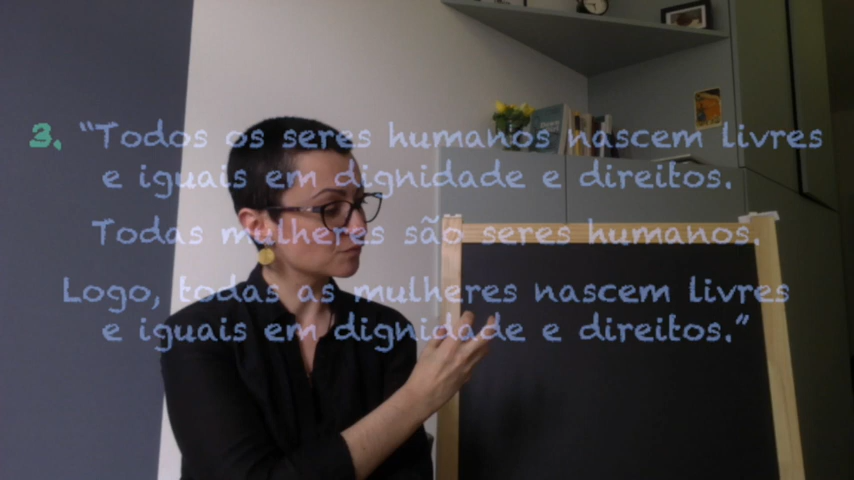 3. "Todos os seres humanos nascem livres
e iguais em dignidade e direitos.
Todas mulheres são seres humanos.
Logo, todas as mulheres nascem livres
e iguais em dignidade e direitos."